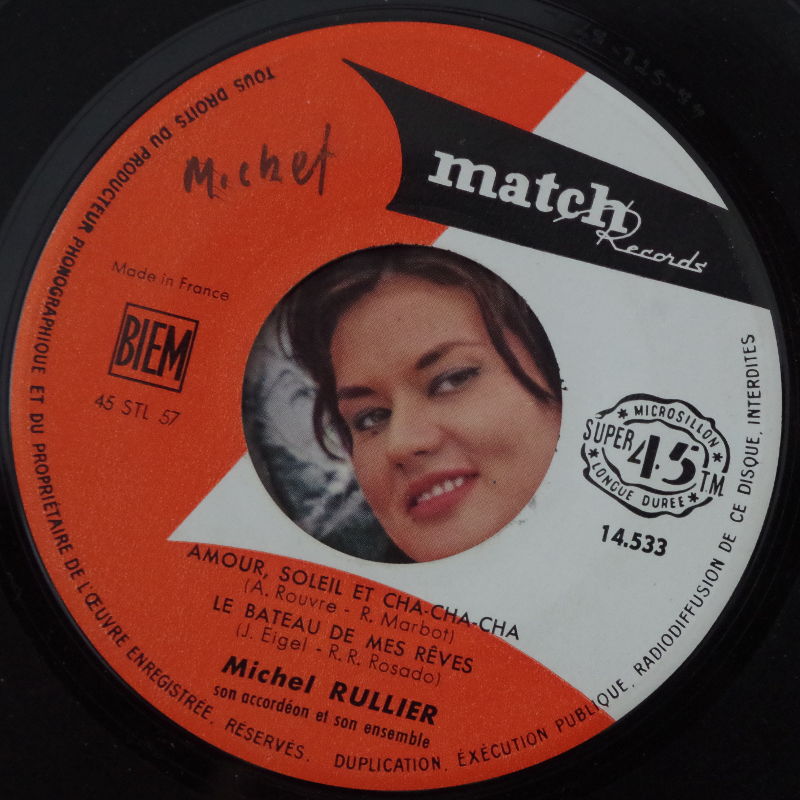 TOUS DROITS DU PRODUCTEUR PHONOGRAPHIQUE ET DU PROPRIÉTAIRE DE L'ŒUVRE ENREGISTRÉE, RÉSERVÉS. DUPLICATION, ÉXÉCUTION PUBLIQUE, RADIODIFFUSION DE CE DISQUE, INTERDITES
Michel
match
Records
Made in France
BIEM
45 STL 57
MICROSILLON
SUPER 45 T.M.
LONGUE DURÉE
14.533
AMOUR, SOLEIL ET CHA-CHA-CHA
(A. Rouvre - R. Marbot)
LE BATEAU DE MES RÊVES
(J. Eigel - R.R. Rosado)
Michel RULLIER
son accordéon et son ensemble